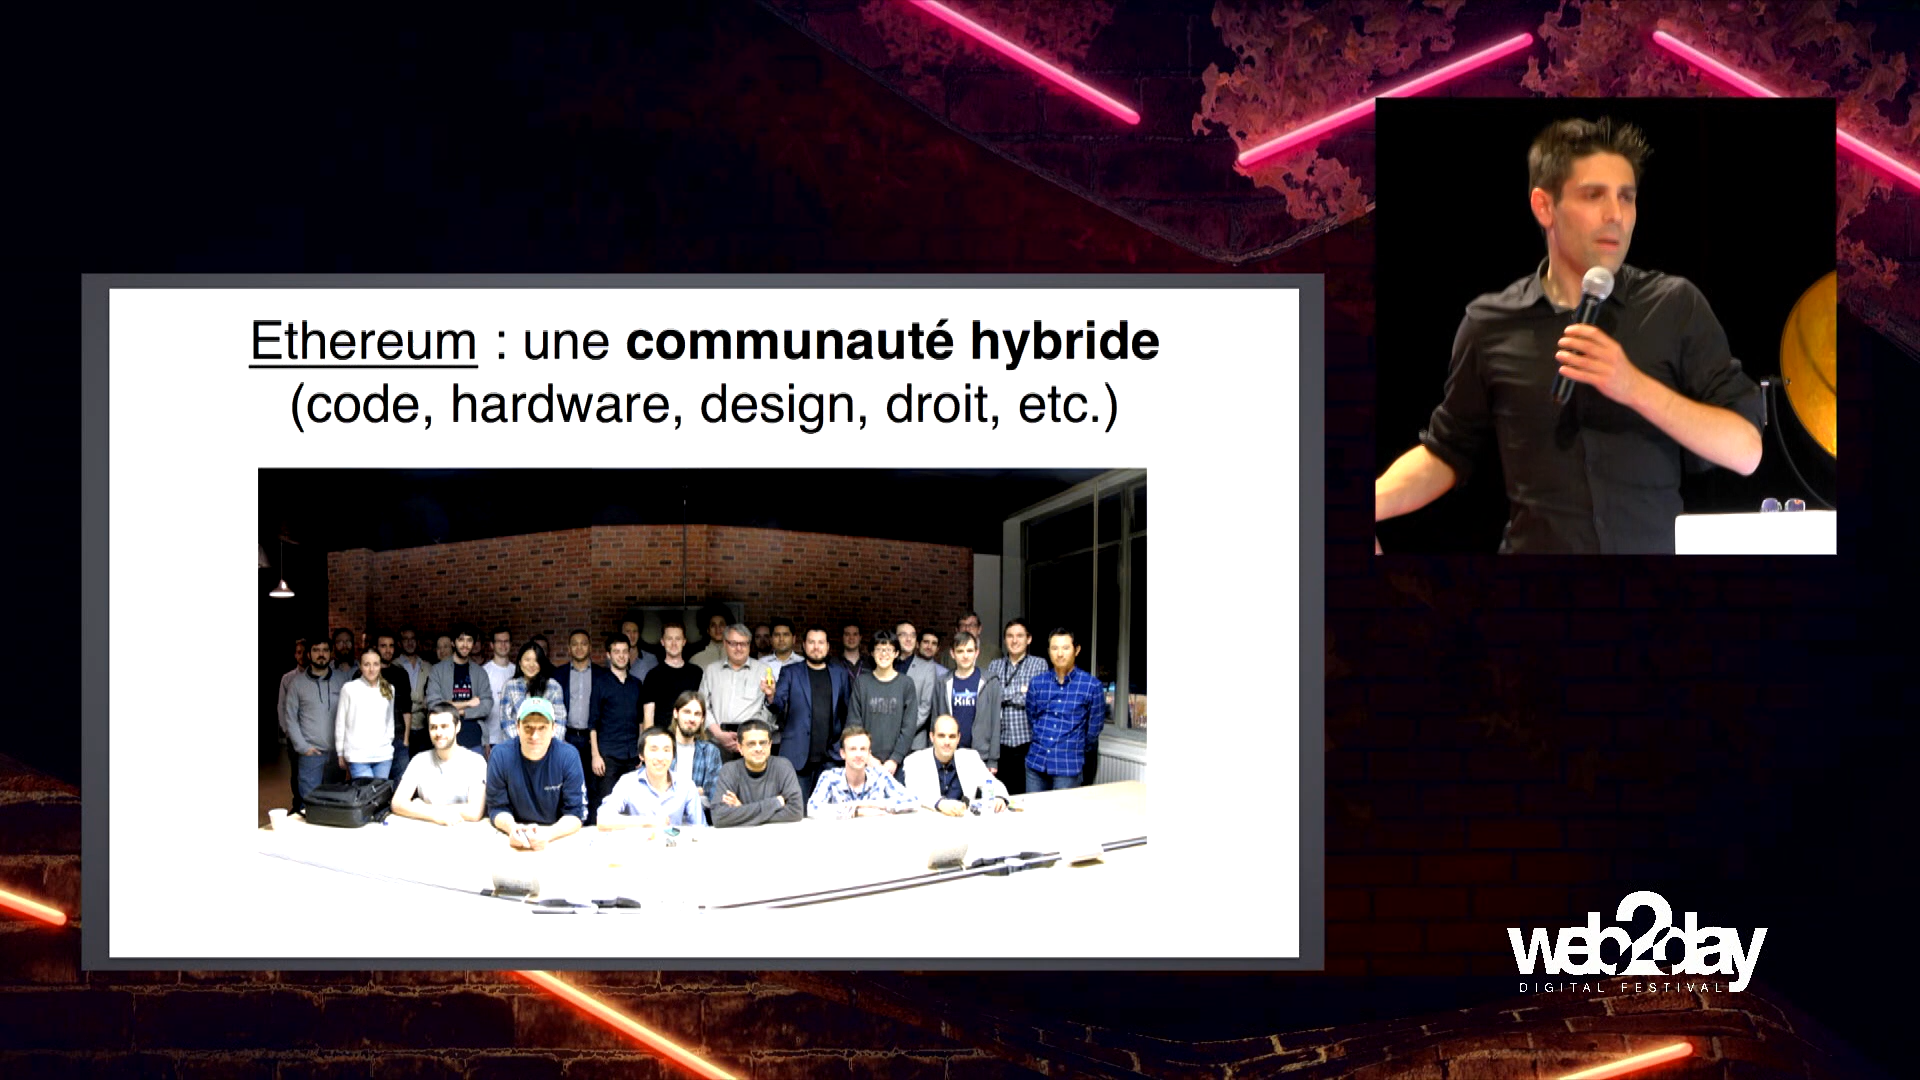 Ethereum : une communauté hybride
(code, hardware, design, droit, etc.)
web2day
DIGITAL FESTIVAL